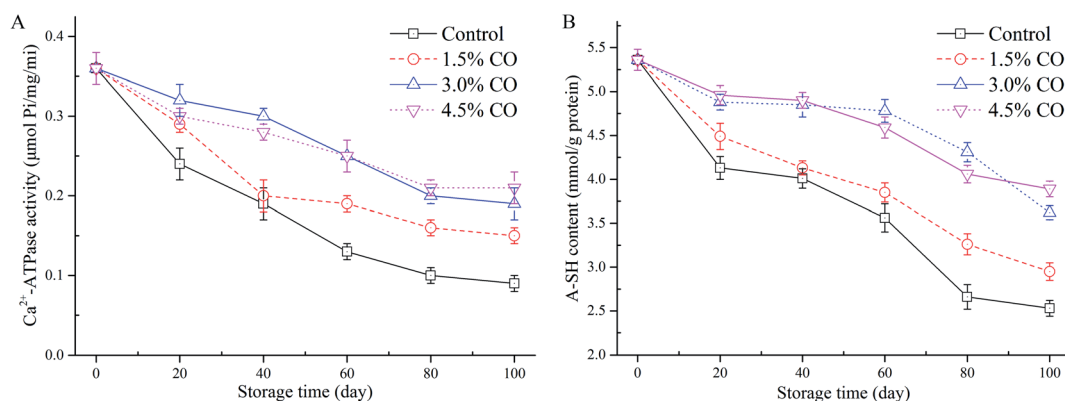 A
Control
1.5% CO
3.0% CO
4.5% CO
Ca²⁺-ATPase activity (μmol Pi/mg/mi)
0.4
0.3
0.2
0.1
0.0
0 20 40 60 80 100
Storage time (day)
B
Control
1.5% CO
3.0% CO
4.5% CO
A-SH content (mmol/g protein)
5.5
5.0
4.5
4.0
3.5
3.0
2.5
2.0
0 20 40 60 80 100
Storage time (day)